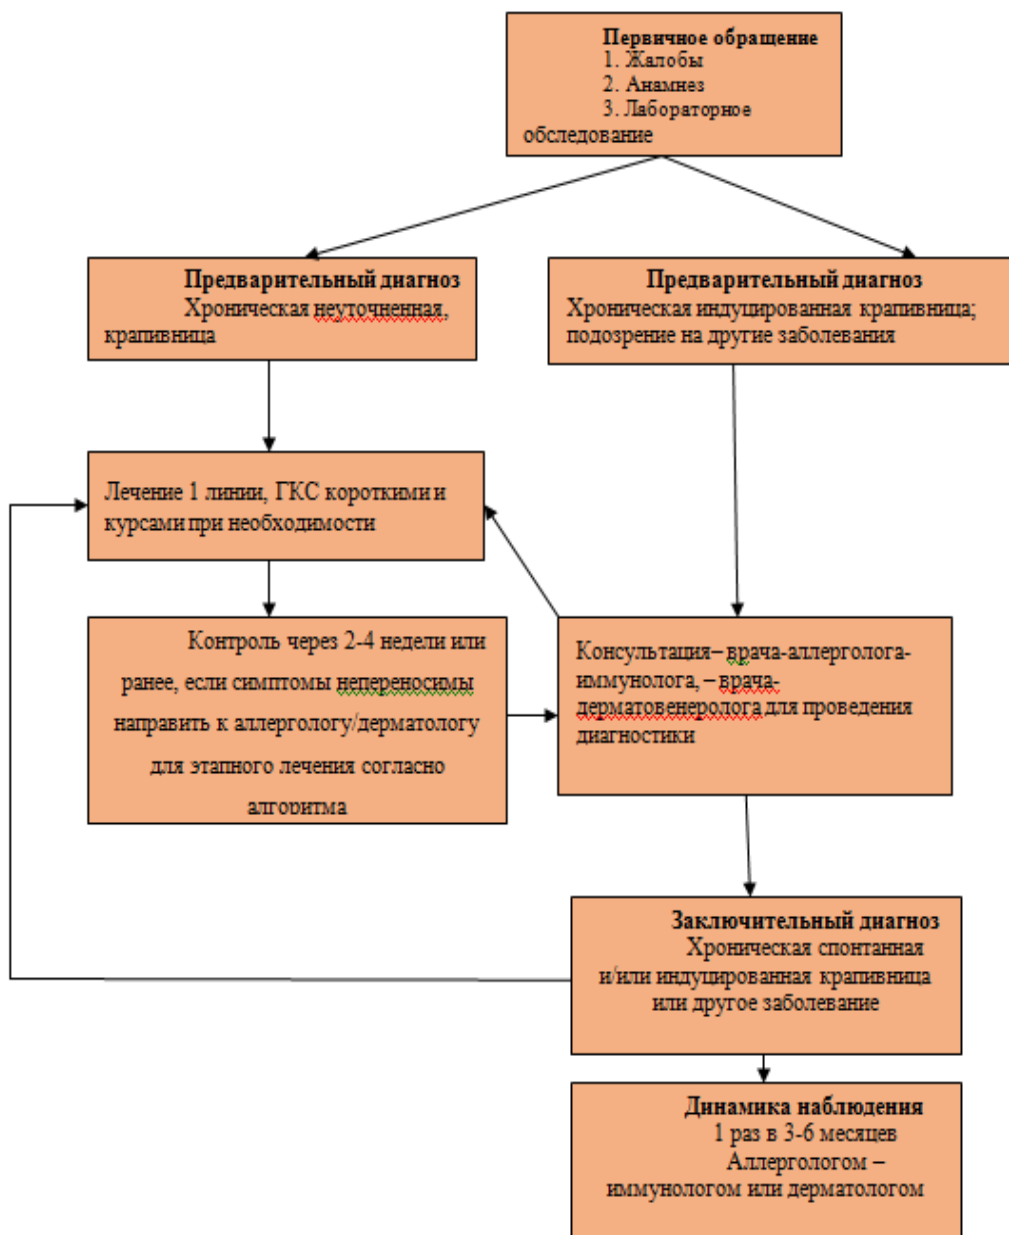 Первичное обращение
1. Жалобы
2. Анамнез
3. Лабораторное
обследование
Предварительный диагноз
Хроническая неуточненная,
крапивница
Предварительный диагноз
Хроническая индуцированная крапивница;
подозрение на другие заболевания
Лечение 1 линии, ГКС короткими и
курсами при необходимости
Контроль через 2-4 недели или
ранее, если симптомы непереносимы
направить к аллергологу/дерматологу
для этапного лечения согласно
алгоритма
Консультация– врача-аллерголога-
иммунолога, – врача-
дерматовенеролога для проведения
диагностики
Заключительный диагноз
Хроническая спонтанная
и/или индуцированная крапивница
или другое заболевание
Динамика наблюдения
1 раз в 3-6 месяцев
Аллергологом –
иммунологом или дерматологом